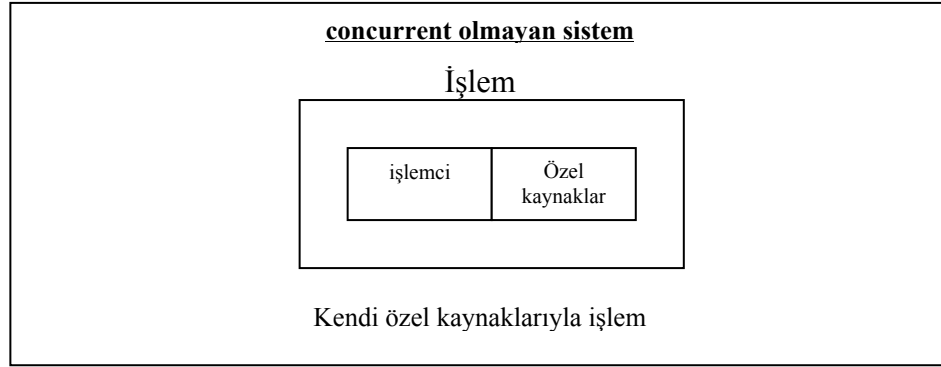 concurrent olmayan sistem
İşlem
işlemci
Özel
kaynaklar
Kendi özel kaynaklarıyla işlem